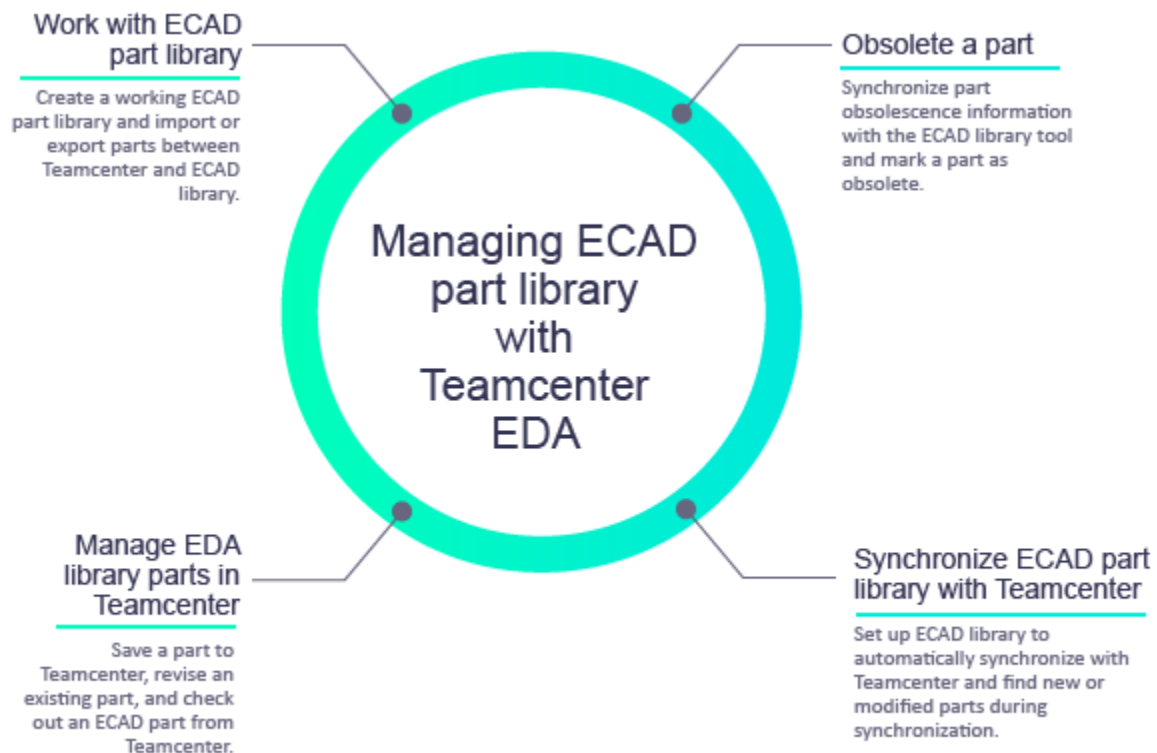 Work with ECAD
part library
Create a working ECAD
part library and import or
export parts between
Teamcenter and ECAD
library.
Obsolete a part
Synchronize part
obsolescence information
with the ECAD library tool
and mark a part as
obsolete.
Managing ECAD
part library
with
Teamcenter
EDA
Manage EDA
library parts in
Teamcenter
Save a part to
Teamcenter, revise an
existing part, and check
out an ECAD part from
Teamcenter.
Synchronize ECAD part
library with Teamcenter
Set up ECAD library to
automatically synchronize with
Teamcenter and find new or
modified parts during
synchronization.